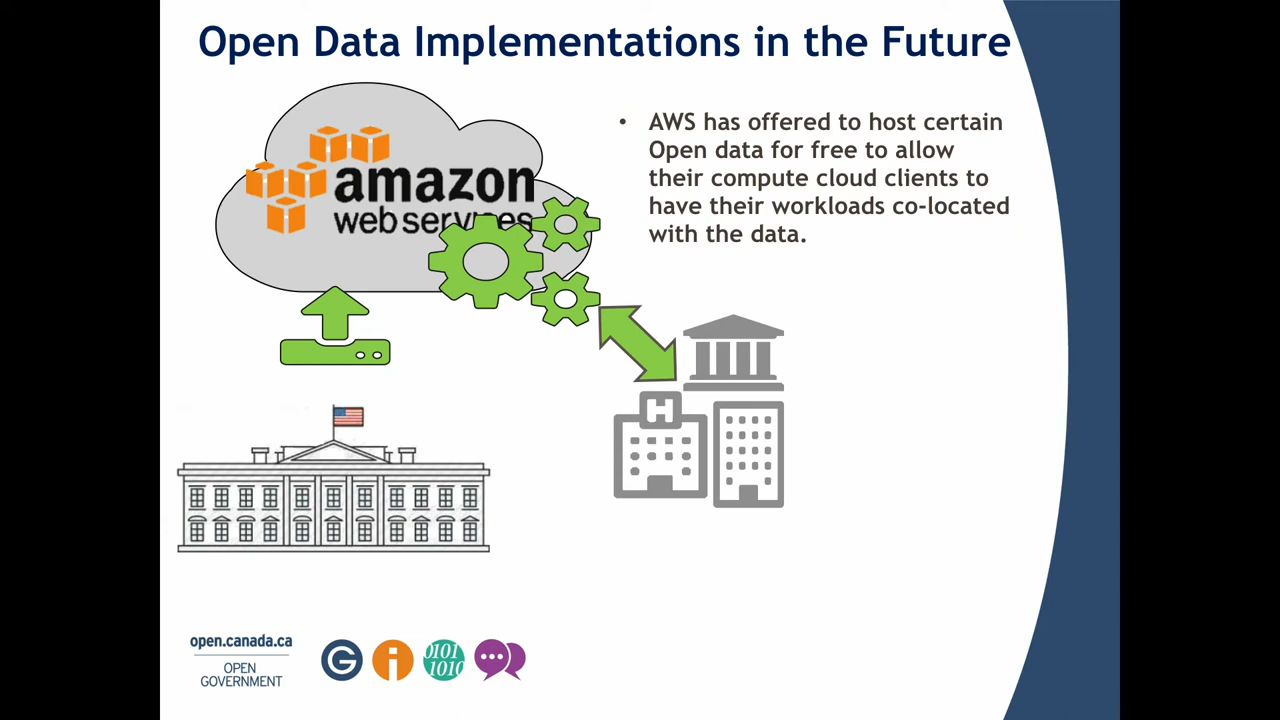 Open Data Implementations in the Future
amazon
web services
• AWS has offered to host certain
Open data for free to allow
their compute cloud clients to
have their workloads co-located
with the data.
H
open.canada.ca
OPEN
GOVERNMENT
G i 0101
1010